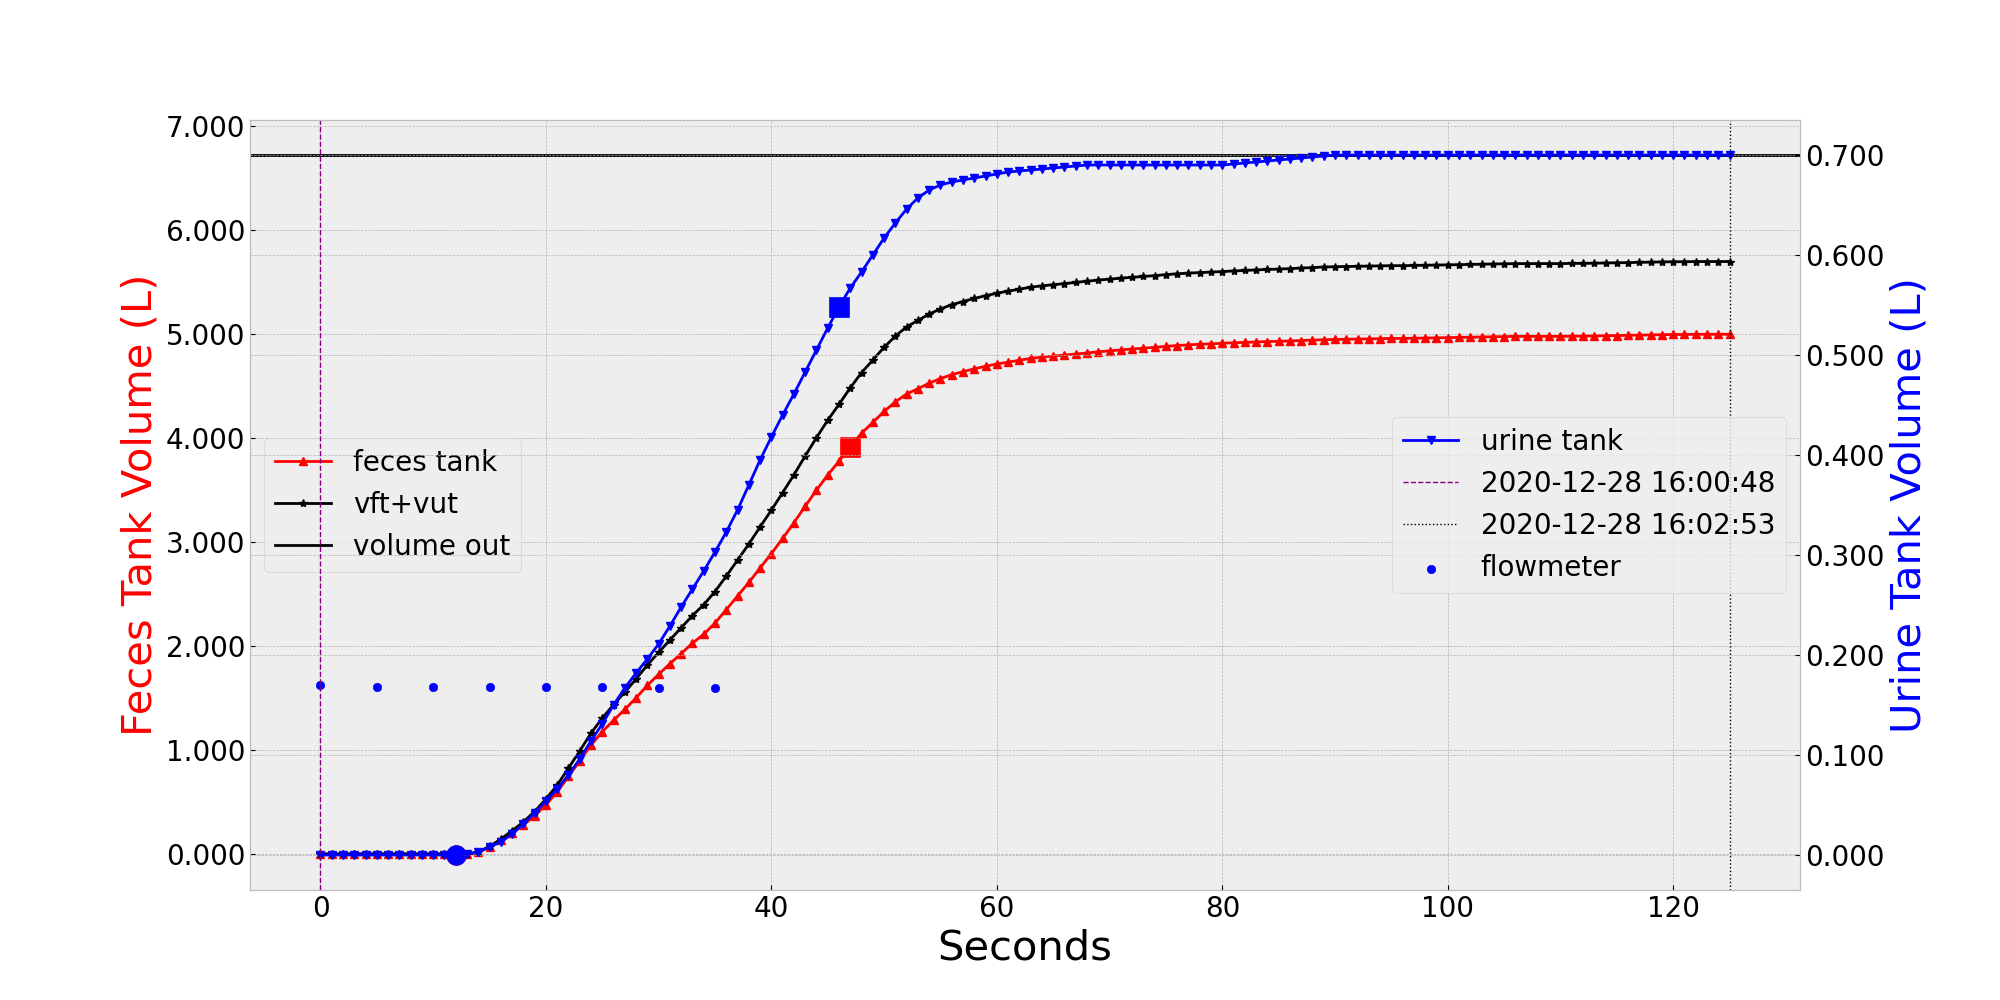 7.000
6.000
5.000
4.000
3.000
2.000
1.000
0.000
Feces Tank Volume (L)
feces tank
vft+vut
volume out
urine tank
2020-12-28 16:00:48
2020-12-28 16:02:53
flowmeter
0.700
0.600
0.500
0.400
0.300
0.200
0.100
0.000
Urine Tank Volume (L)
0 20 40 60 80 100 120
Seconds